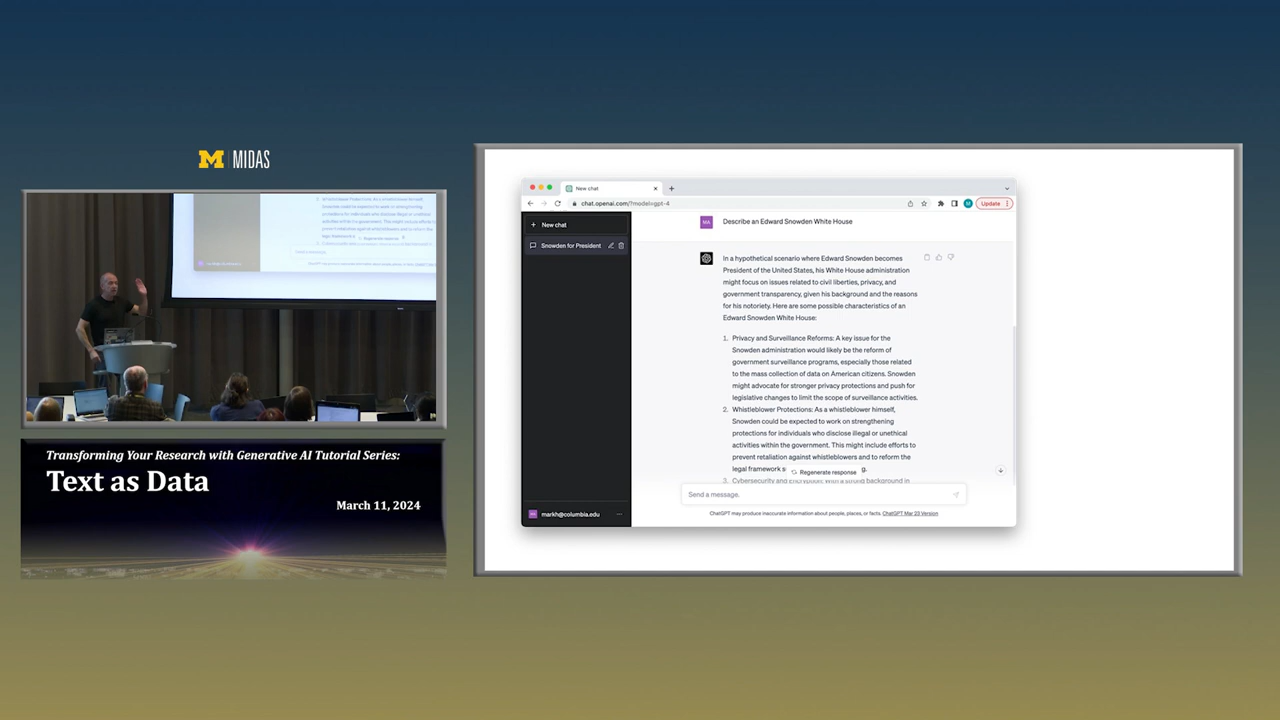 M | MIDAS
Transforming Your Research with Generative AI Tutorial Series:
Text as Data
March 11, 2024
New chat
chat.openai.com/?model=gpt-4
Update
New chat
Snowden for President
markh@columbia.edu
MA
Describe an Edward Snowden White House
In a hypothetical scenario where Edward Snowden becomes
President of the United States, his White House administration
might focus on issues related to civil liberties, privacy, and
government transparency, given his background and the reasons
for his notoriety. Here are some possible characteristics of an
Edward Snowden White House:
1. Privacy and Surveillance Reforms: A key issue for the
Snowden administration would likely be the reform of
government surveillance programs, especially those related
to the mass collection of data on American citizens. Snowden
might advocate for stronger privacy protections and push for
legislative changes to limit the scope of surveillance activities.
2. Whistleblower Protections: As a whistleblower himself,
Snowden could be expected to work on strengthening
protections for individuals who disclose illegal or unethical
activities within the government. This might include efforts to
prevent retaliation against whistleblowers and to reform the
legal framework
Regenerate response
3. Cybersecurity and encryption: With a strong background in
Send a message.
ChatGPT may produce inaccurate information about people, places, or facts. ChatGPT Mar 23 Version